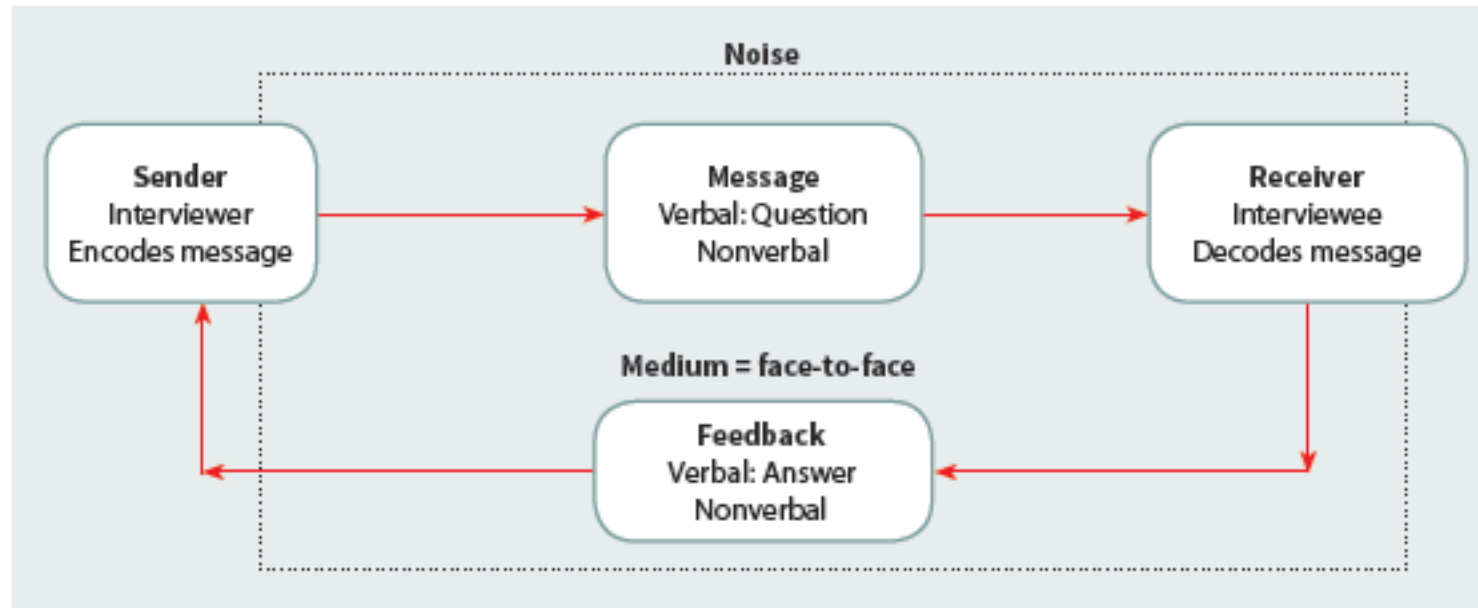 Noise
Sender
Interviewer
Encodes message
Message
Verbal: Question
Nonverbal
Receiver
Interviewee
Decodes message
Medium = face-to-face
Feedback
Verbal: Answer
Nonverbal